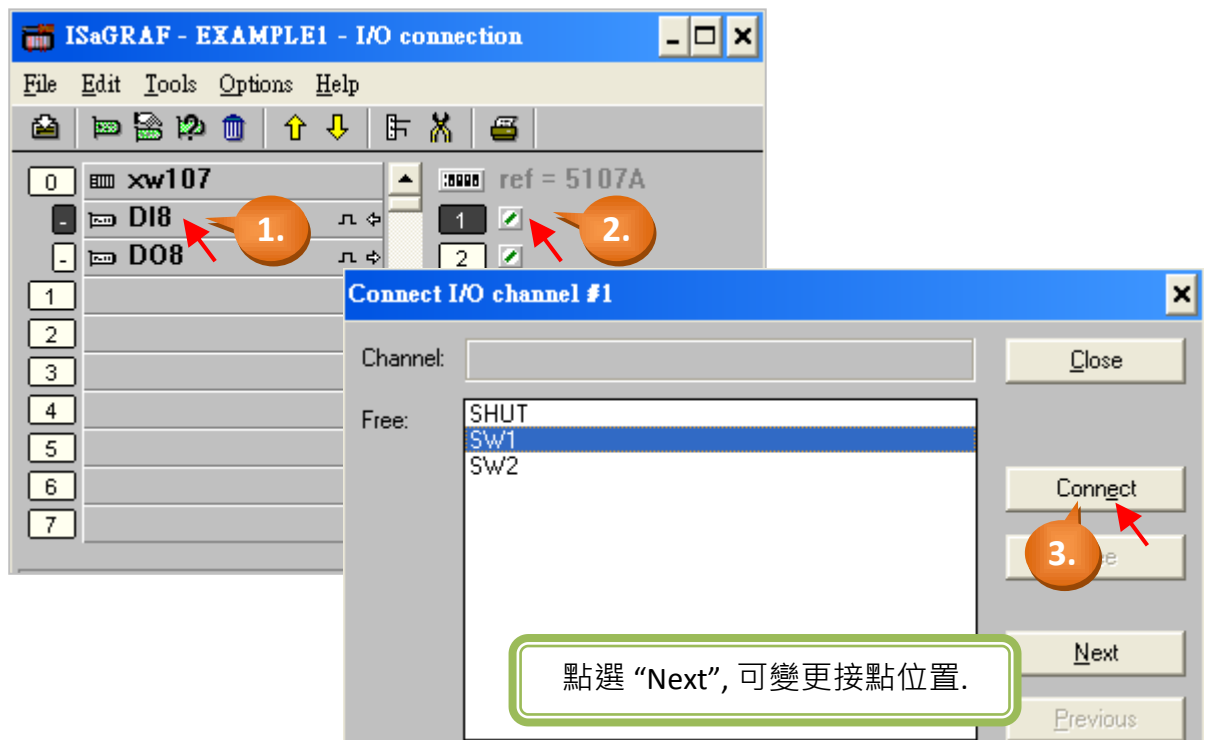 ISaGRAF - EXAMPLE1 - I/O connection
File Edit Tools Options Help
0 xw107
ref = 5107A
- DI8
1.
1
2.
- DO8
2
1
2
3
4
5
6
7
Connect I/O channel #1
Channel:
Close
Free:
SHUT
SW1
SW2
Connect
3.
Next
Previous
點選 “Next”, 可變更接點位置.